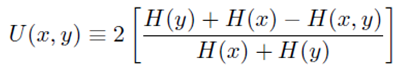 U(x, y) ≡ 2 [ (H(y) + H(x) − H(x, y)) / (H(x) + H(y)) ]